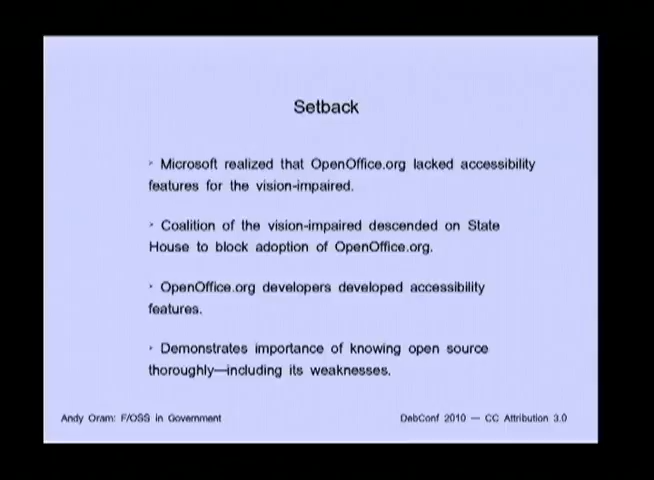 Setback
· Microsoft realized that OpenOffice.org lacked accessibility
features for the vision-impaired.
· Coalition of the vision-impaired descended on State
House to block adoption of OpenOffice.org.
· OpenOffice.org developers developed accessibility
features.
· Demonstrates importance of knowing open source
thoroughly—including its weaknesses.
Andy Oram: F/OSS in Government
DebConf 2010 — CC Attribution 3.0